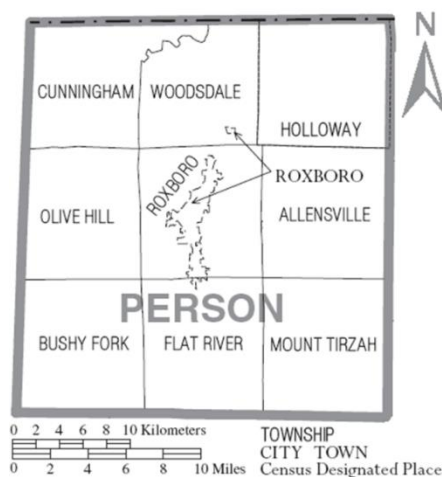 N
CUNNINGHAM
WOODSDALE
HOLLOWAY
ROXBORO
ROXBORO
OLIVE HILL
ALLENSVILLE
PERSON
BUSHY FORK
FLAT RIVER
MOUNT TIRZAH
0 2 4 6 8 10 Kilometers
0 2 4 6 8 10 Miles
TOWNSHIP
CITY TOWN
Census Designated Place